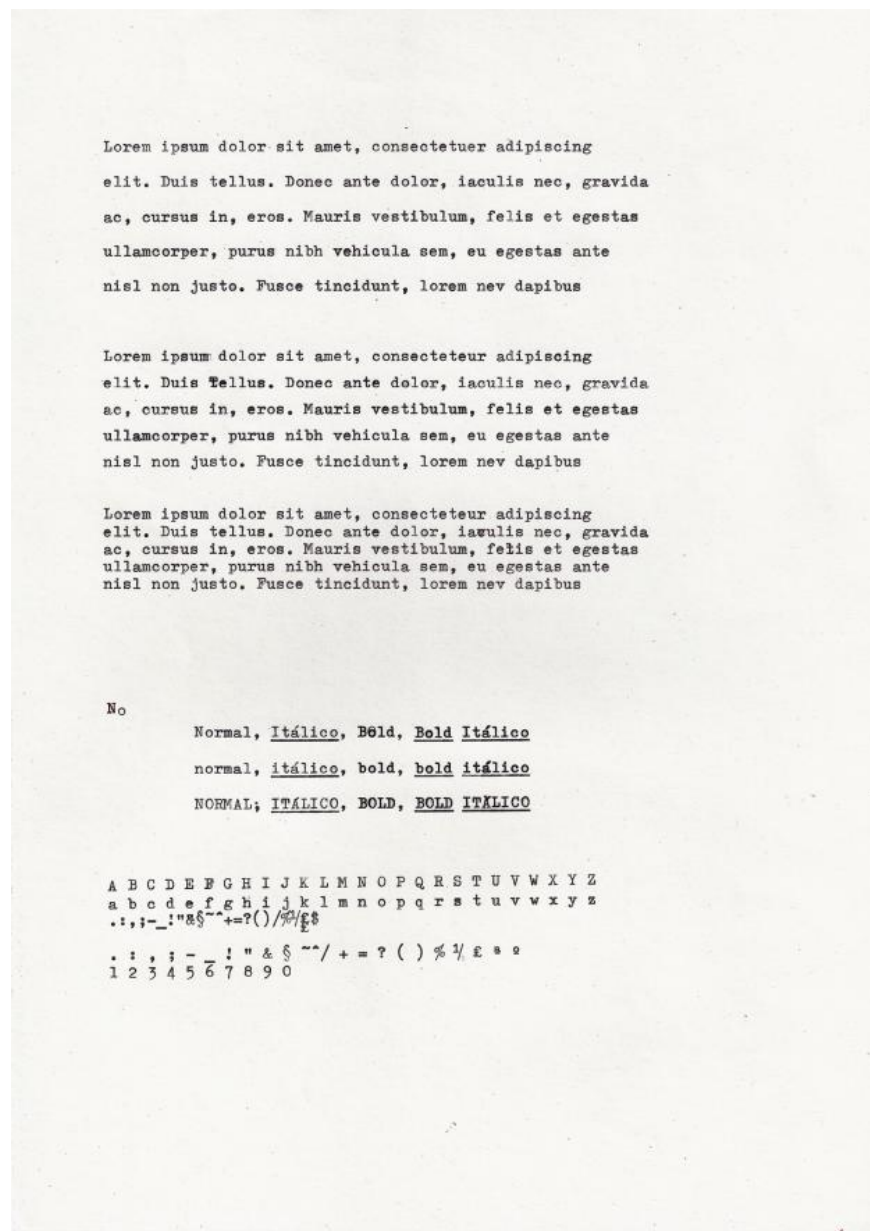 Lorem ipsum dolor sit amet, consectetuer adipiscing
elit. Duis tellus. Donec ante dolor, iaculis nec, gravida
ac, cursus in, eros. Mauris vestibulum, felis et egestas
ullamcorper, purus nibh vehicula sem, eu egestas ante
nisl non justo. Fusce tincidunt, lorem nev dapibus
Lorem ipsum dolor sit amet, consecteteur adipiscing
elit. Duis Tellus. Donec ante dolor, iaculis nec, gravida
ac, cursus in, eros. Mauris vestibulum, felis et egestas
ullamcorper, purus nibh vehicula sem, eu egestas ante
nisl non justo. Fusce tincidunt, lorem nev dapibus
Lorem ipsum dolor sit amet, consecteteur adipiscing
elit. Duis tellus. Donec ante dolor, iaculis nec, gravida
ac, cursus in, eros. Mauris vestibulum, felis et egestas
ullamcorper, purus nibh vehicula sem, eu egestas ante
nisl non justo. Fusce tincidunt, lorem nev dapibus
No
Normal, Itálico, Bold, Bold Itálico
normal, itálico, bold, bold itálico
NORMAL; ITÁLICO, BOLD, BOLD ITÁLICO
A B C D E F G H I J K L M N O P Q R S T U V W X Y Z
a b c d e f g h i j k l m n o p q r s t u v w x y z
.:,;-_!"&§~^+=?()/
. : , ; - _ ! " & § ~^/ + = ? ( ) % 1/ £ ª º
1 2 3 4 5 6 7 8 9 0